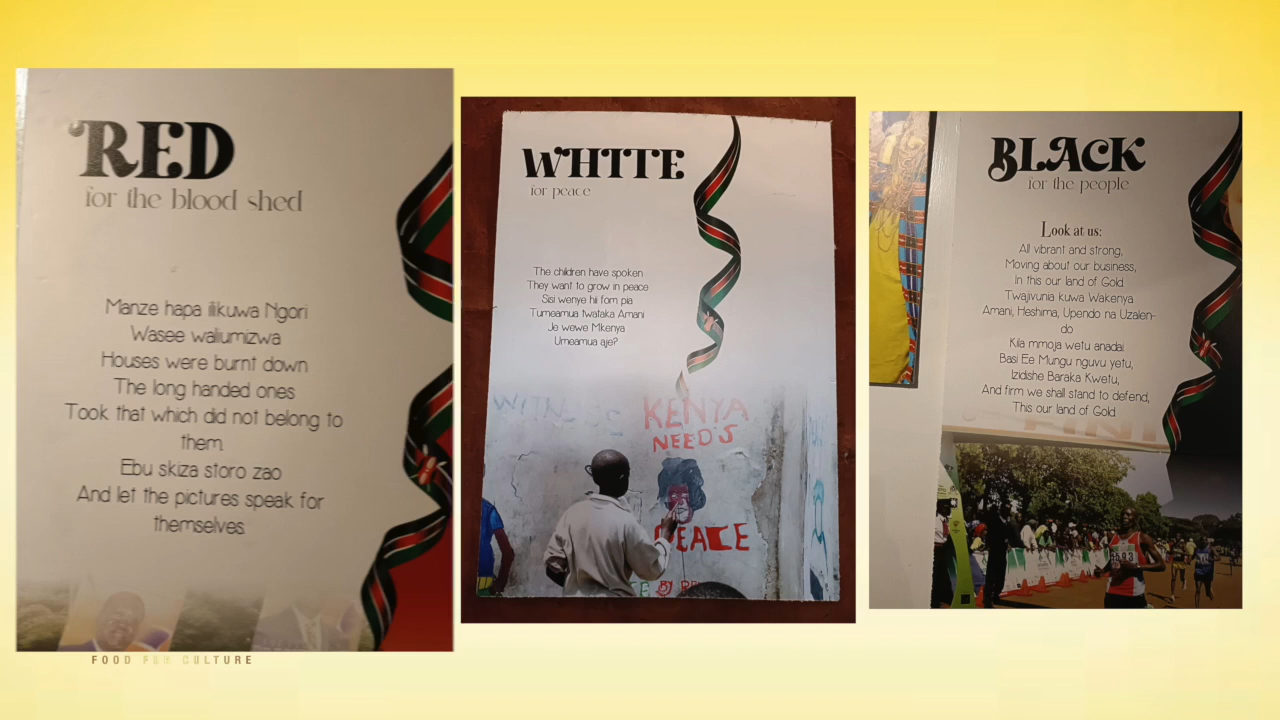 RED
for the blood shed
Manze hapa ilikuwa Ngori
Wasee waliumizwa
Houses were burnt down
The long handed ones
Took that which did not belong to
them.
Ebu skiza storo zao
And let the pictures speak for
themselves.
FOOD FUR CULTURE
WHITE
for peace
The children have spoken
They want to grow in peace
Sisi wenye hii form pia
Tumeamua twataka Amani
Je wewe Mkenya
Umeamua aje?
KENYA
NEEDS
PEACE
BLACK
for the people
Look at us:
All vibrant and strong,
Moving about our business,
In this our land of Gold
Twajivunia kuwa Wakenya
Amani, Heshima, Upendo na Uzalen-
do
Kila mmoja wetu anadai
Basi Ee Mungu nguvu yetu,
Izidishe Baraka Kwetu,
And firm we shall stand to defend,
This our land of Gold.